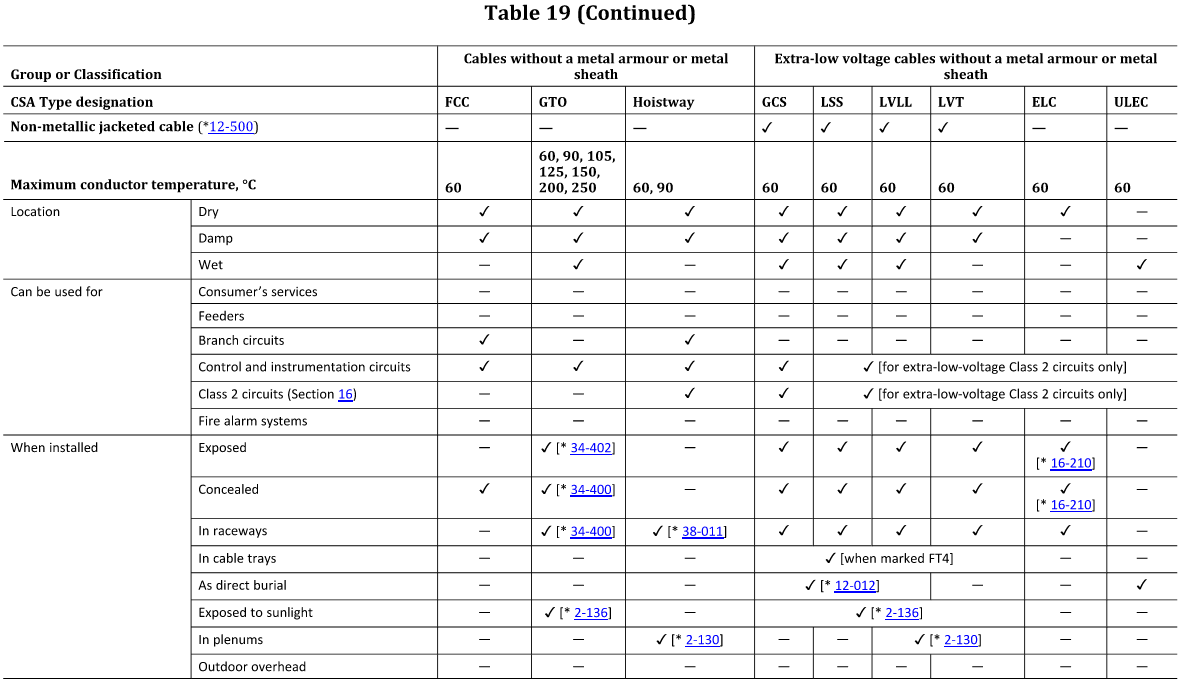 Table 19 (Continued)
Group or Classification | Cables without a metal armour or metal sheath | Extra-low voltage cables without a metal armour or metal sheath
CSA Type designation | FCC | GTO | Hoistway | GCS | LSS | LVLL | LVT | ELC | ULEC
Non-metallic jacketed cable (*12-500) | — | — | — | ✓ | ✓ | ✓ | ✓ | — | —
Maximum conductor temperature, °C | 60 | 60, 90, 105, 125, 150, 200, 250 | 60, 90 | 60 | 60 | 60 | 60 | 60 | 60
Location | Dry | ✓ | ✓ | ✓ | ✓ | ✓ | ✓ | ✓ | ✓ | —
Damp | ✓ | ✓ | ✓ | ✓ | ✓ | ✓ | ✓ | — | —
Wet | — | ✓ | — | ✓ | ✓ | ✓ | — | — | ✓
Can be used for | Consumer’s services | — | — | — | — | — | — | — | — | —
Feeders | — | — | — | — | — | — | — | — | —
Branch circuits | ✓ | — | ✓ | — | — | — | — | — | —
Control and instrumentation circuits | ✓ | ✓ | ✓ | ✓ | ✓ [for extra-low-voltage Class 2 circuits only]
Class 2 circuits (Section 16) | — | — | ✓ | ✓ | ✓ [for extra-low-voltage Class 2 circuits only]
Fire alarm systems | — | — | — | — | — | — | — | — | —
When installed | Exposed | — | ✓ [* 34-402] | — | ✓ | ✓ | ✓ | ✓ | ✓ [* 16-210] | —
Concealed | ✓ | ✓ [* 34-400] | — | ✓ | ✓ | ✓ | ✓ | ✓ [* 16-210] | —
In raceways | — | ✓ [* 34-400] | ✓ [* 38-011] | ✓ | ✓ | ✓ | ✓ | ✓ | —
In cable trays | — | — | — | ✓ [when marked FT4] | — | —
As direct burial | — | — | — | ✓ [* 12-012] | — | — | ✓
Exposed to sunlight | — | ✓ [* 2-136] | — | ✓ [* 2-136] | — | —
In plenums | — | — | ✓ [* 2-130] | — | — | ✓ [* 2-130] | — | —
Outdoor overhead | — | — | — | — | — | — | — | — | —